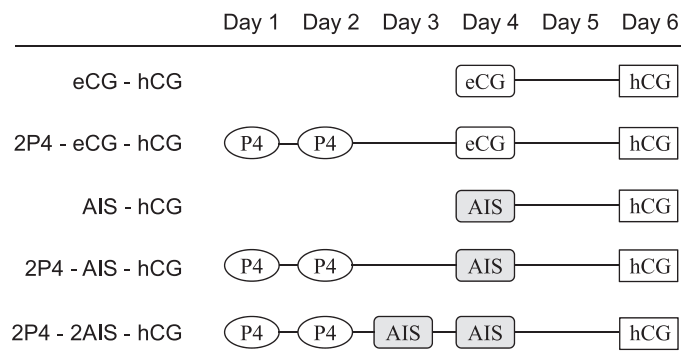 Day 1 Day 2 Day 3 Day 4 Day 5 Day 6
eCG - hCG eCG hCG
2P4 - eCG - hCG P4 P4 eCG hCG
AIS - hCG AIS hCG
2P4 - AIS - hCG P4 P4 AIS hCG
2P4 - 2AIS - hCG P4 P4 AIS AIS hCG